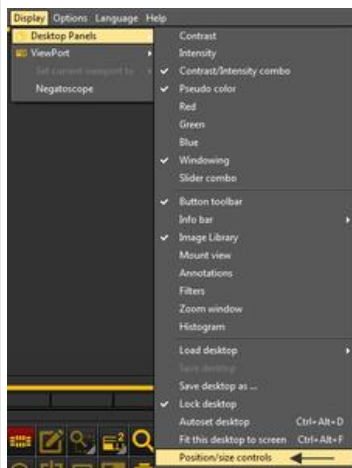 Display Options Language Help
Desktop Panels
ViewPort
Set current viewport to
Negatoscope
Contrast
Intensity
Contrast/Intensity combo
Pseudo color
Red
Green
Blue
Windowing
Slider combo
Button toolbar
Info bar
Image Library
Mount view
Annotations
Filters
Zoom window
Histogram
Load desktop
Save desktop
Save desktop as ...
Lock desktop
Autoset desktop Ctrl+Alt+D
Fit this desktop to screen Ctrl+Alt+F
Position/size controls